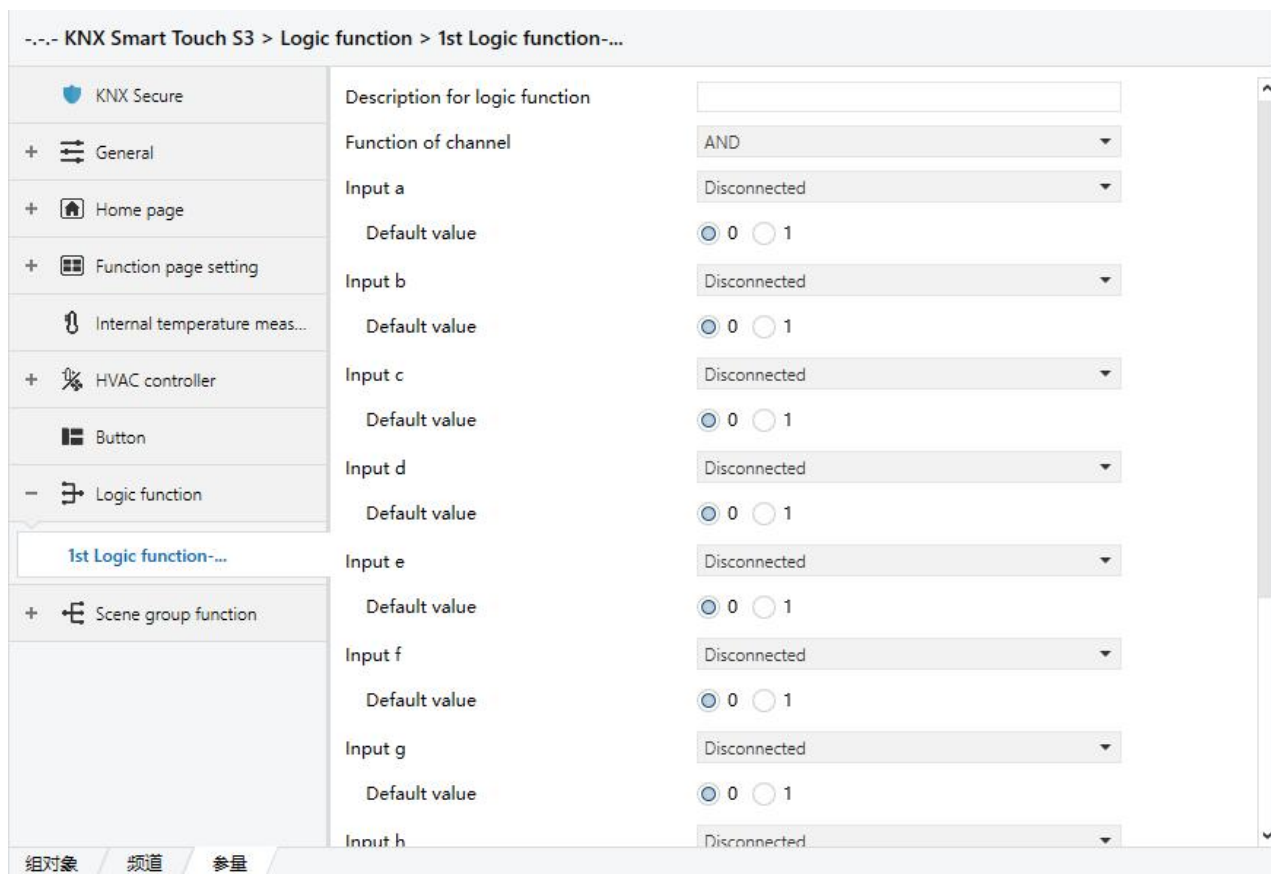 -.-.- KNX Smart Touch S3 > Logic function > 1st Logic function-...
KNX Secure
+ General
+ Home page
+ Function page setting
Internal temperature meas...
+ HVAC controller
Button
- Logic function
1st Logic function-...
+ Scene group function
Description for logic function
Function of channel AND
Input a Disconnected
Default value 0 1
Input b Disconnected
Default value 0 1
Input c Disconnected
Default value 0 1
Input d Disconnected
Default value 0 1
Input e Disconnected
Default value 0 1
Input f Disconnected
Default value 0 1
Input g Disconnected
Default value 0 1
Input h Disconnected
组对象 频道 参量